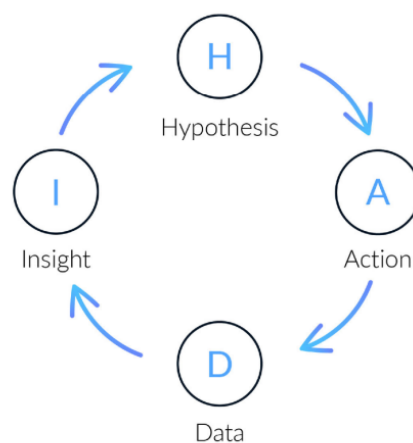 H
Hypothesis
A
Action
D
Data
I
Insight